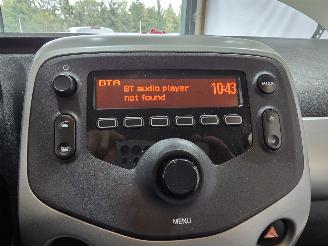 BTA
BT audio player
not found
10:43
MENU